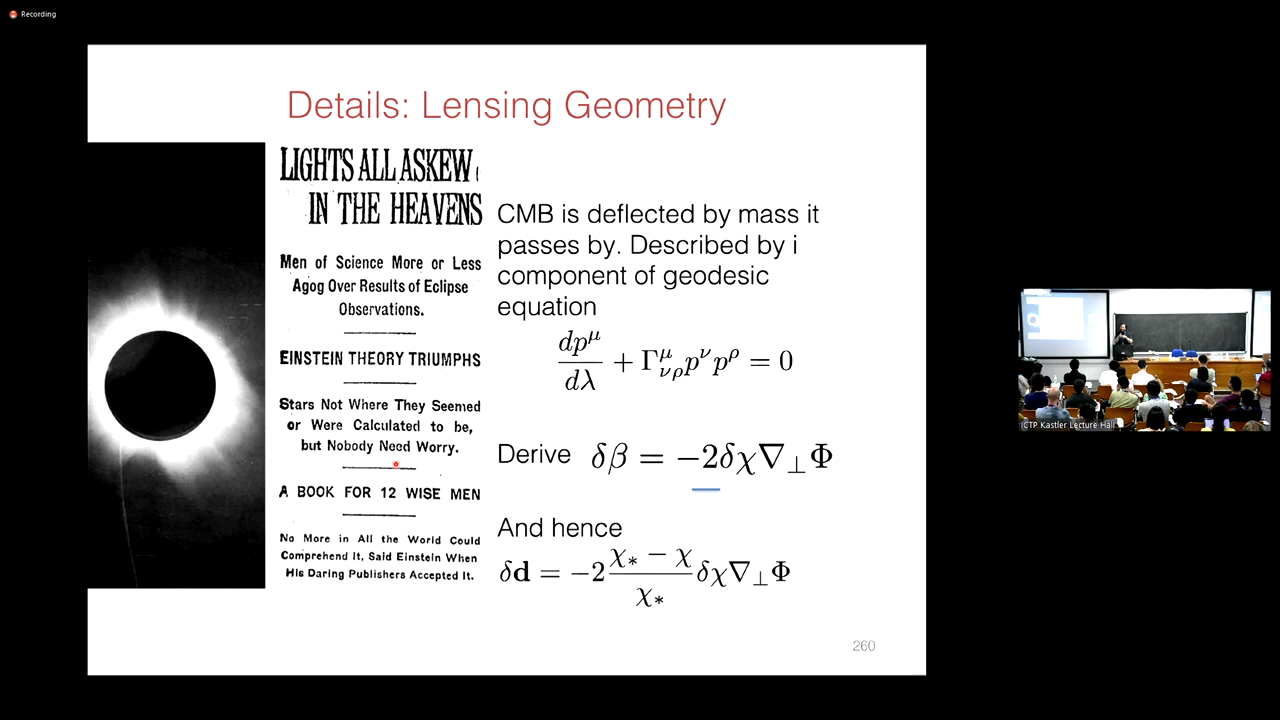 Recording
Details: Lensing Geometry
LIGHTS ALL ASKEW
IN THE HEAVENS
Men of Science More or Less
Agog Over Results of Eclipse
Observations.
EINSTEIN THEORY TRIUMPHS
Stars Not Where They Seemed
or Were Calculated to be,
but Nobody Need Worry.
A BOOK FOR 12 WISE MEN
No More in All the World Could
Comprehend It, Said Einstein When
His Daring Publishers Accepted It.
CMB is deflected by mass it
passes by. Described by i
component of geodesic
equation
dp^μ/dλ + Γ^μ_νρ p^ν p^ρ = 0
Derive δβ = −2δχ∇⊥Φ
And hence
δd = −2 (χ∗ − χ)/χ∗ δχ∇⊥Φ
260
ICTP Kastler Lecture Hall